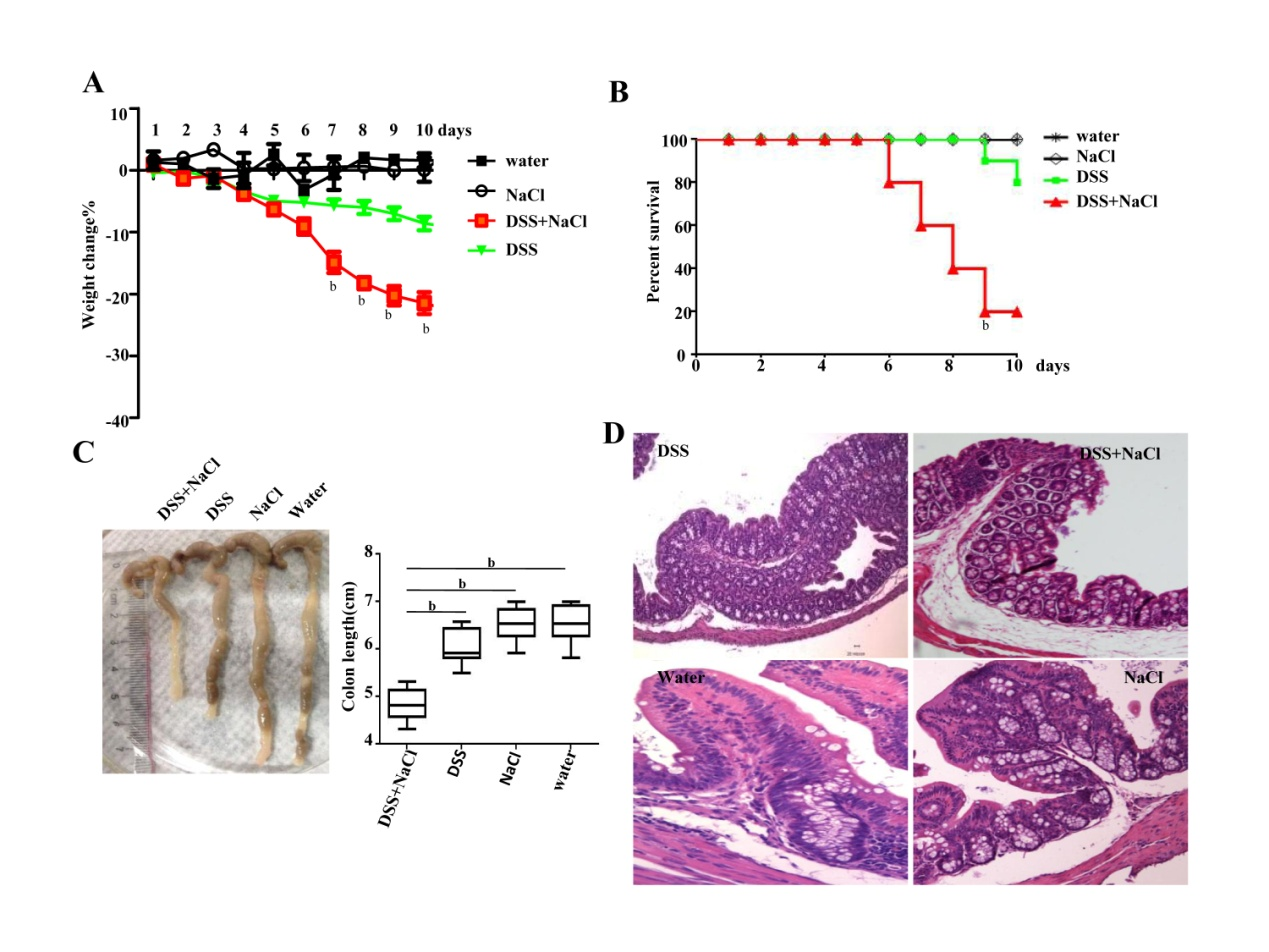 A
10
1 2 3 4 5 6 7 8 9 10 days
0
-10
-20
-30
-40
Weight change%
water
NaCl
DSS+NaCl
DSS
b
b
b
b
B
100
80
60
40
20
0
Percent survival
0 2 4 6 8 10 days
water
NaCl
DSS
DSS+NaCl
b
C
DSS+NaCl
DSS
NaCl
Water
8
7
6
5
4
Colon length(cm)
b
b
b
DSS+NaCl
DSS
NaCl
water
D
DSS
DSS+NaCl
Water
NaCl